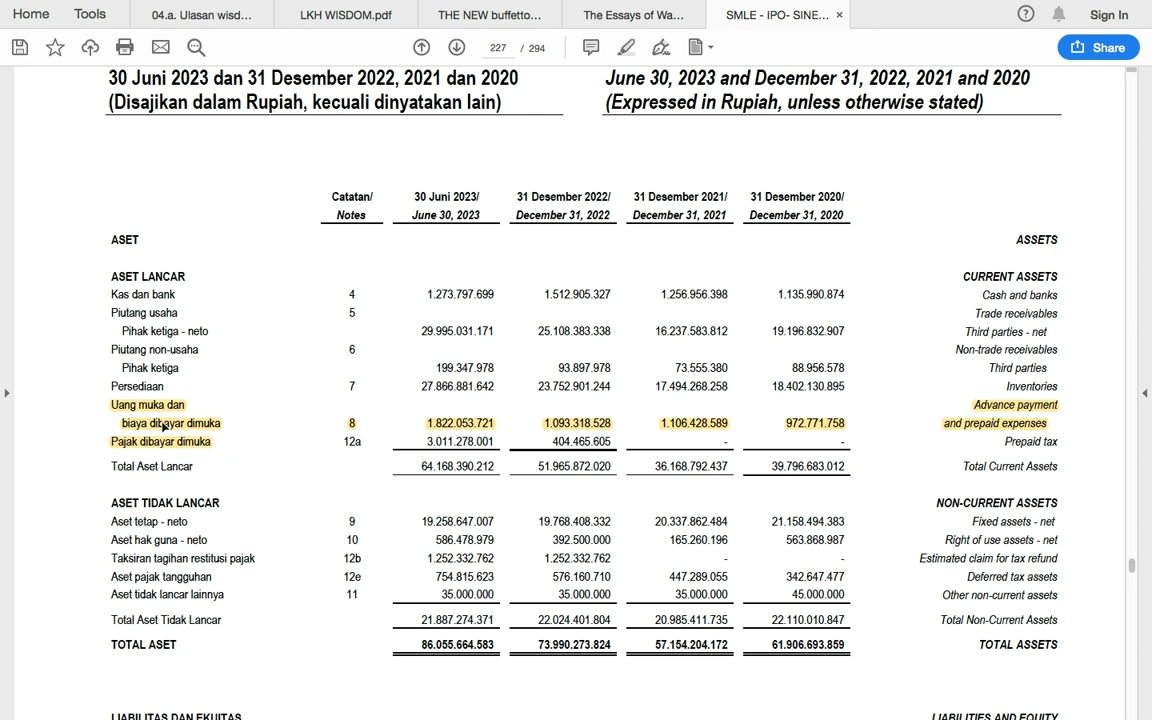 Home Tools 04.a. Ulasan wisd... LKH WISDOM.pdf THE NEW buffetto... The Essays of Wa... SMLE - IPO- SINE... × Sign In
227 / 294 Share
30 Juni 2023 dan 31 Desember 2022, 2021 dan 2020 June 30, 2023 and December 31, 2022, 2021 and 2020
(Disajikan dalam Rupiah, kecuali dinyatakan lain) (Expressed in Rupiah, unless otherwise stated)
Catatan/ 30 Juni 2023/ 31 Desember 2022/ 31 Desember 2021/ 31 Desember 2020/
Notes June 30, 2023 December 31, 2022 December 31, 2021 December 31, 2020
ASET ASSETS
ASET LANCAR CURRENT ASSETS
Kas dan bank 4 1.273.797.699 1.512.905.327 1.256.956.398 1.135.990.874 Cash and banks
Piutang usaha 5 Trade receivables
Pihak ketiga - neto 29.995.031.171 25.108.383.338 16.237.583.812 19.196.832.907 Third parties - net
Piutang non-usaha 6 Non-trade receivables
Pihak ketiga 199.347.978 93.897.978 73.555.380 88.956.578 Third parties
Persediaan 7 27.866.881.642 23.752.901.244 17.494.268.258 18.402.130.895 Inventories
Uang muka dan Advance payment
biaya dibayar dimuka 8 1.822.053.721 1.093.318.528 1.106.428.589 972.771.758 and prepaid expenses
Pajak dibayar dimuka 12a 3.011.278.001 404.465.605 - - Prepaid tax
Total Aset Lancar 64.168.390.212 51.965.872.020 36.168.792.437 39.796.683.012 Total Current Assets
ASET TIDAK LANCAR NON-CURRENT ASSETS
Aset tetap - neto 9 19.258.647.007 19.768.408.332 20.337.862.484 21.158.494.383 Fixed assets - net
Aset hak guna - neto 10 586.478.979 392.500.000 165.260.196 563.868.987 Right of use assets - net
Taksiran tagihan restitusi pajak 12b 1.252.332.762 1.252.332.762 - - Estimated claim for tax refund
Aset pajak tangguhan 12e 754.815.623 576.160.710 447.289.055 342.647.477 Deferred tax assets
Aset tidak lancar lainnya 11 35.000.000 35.000.000 35.000.000 45.000.000 Other non-current assets
Total Aset Tidak Lancar 21.887.274.371 22.024.401.804 20.985.411.735 22.110.010.847 Total Non-Current Assets
TOTAL ASET 86.055.664.583 73.990.273.824 57.154.204.172 61.906.693.859 TOTAL ASSETS
LIABILITAS DAN EKUITAS LIABILITIES AND EQUITY